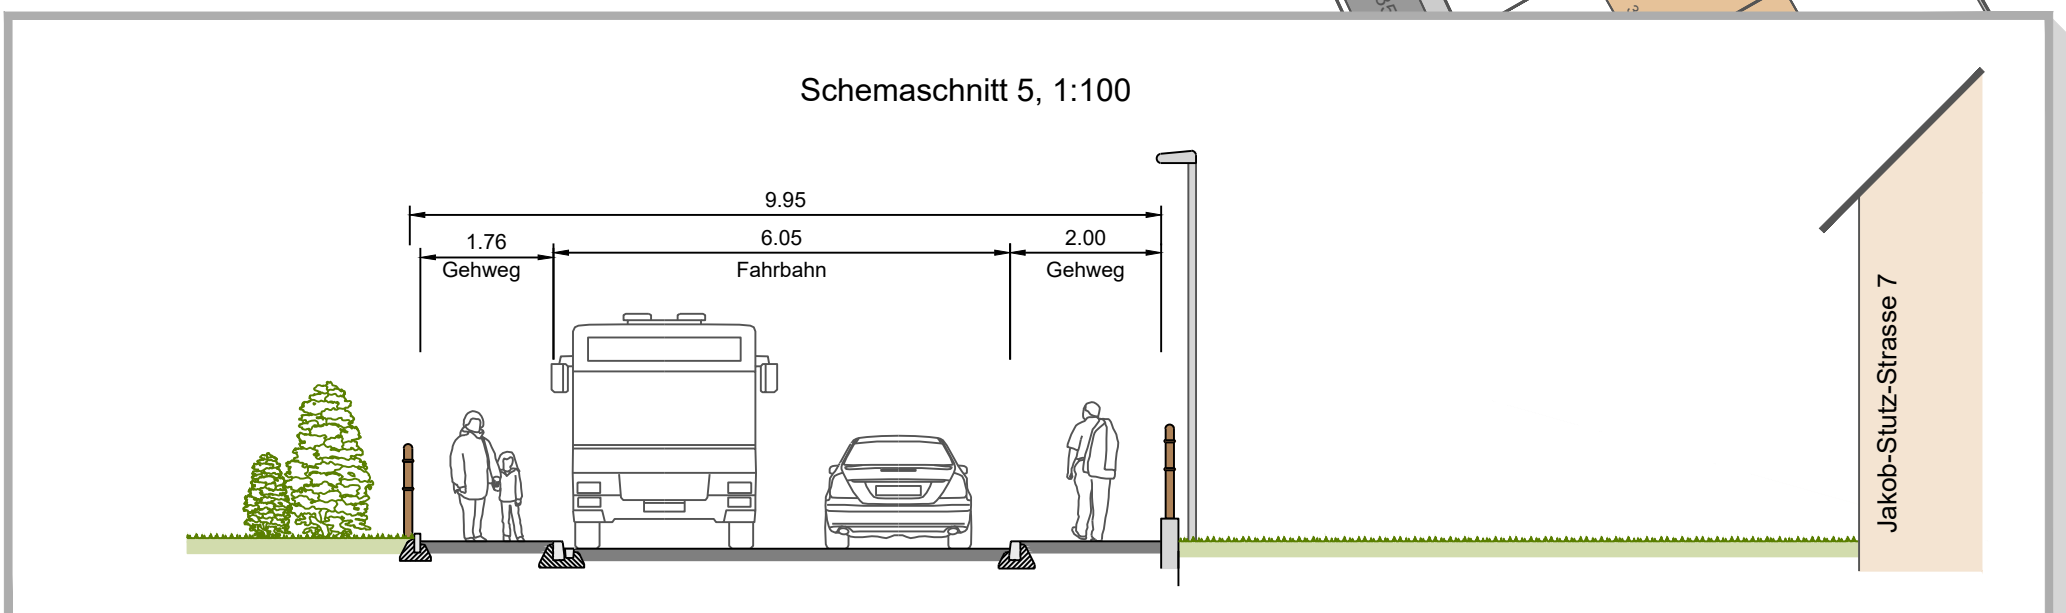 Schemaschnitt 5, 1:100
9.95
1.76
6.05
2.00
Gehweg
Fahrbahn
Gehweg
Jakob-Stutz-Strasse 7